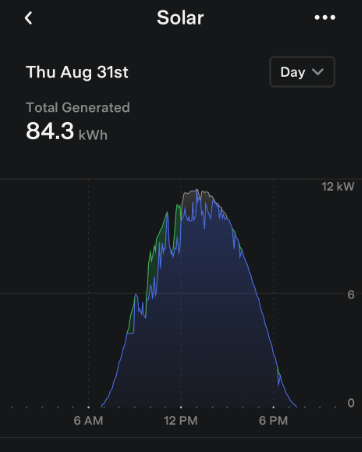 Solar
Thu Aug 31st
Day
Total Generated
84.3 kWh
12 kW
6
0
6 AM 12 PM 6 PM